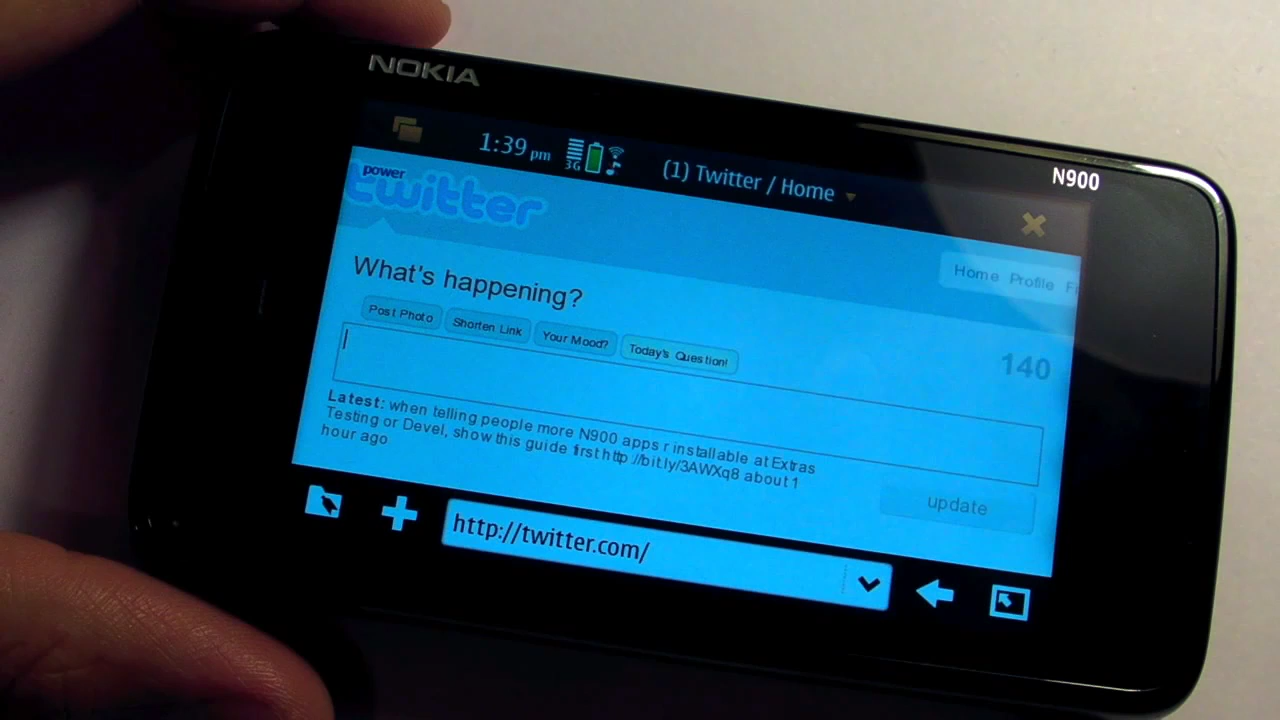 NOKIA
N900
1:39 pm
3G
(1) Twitter / Home
power
twitter
Home Profile Fi
What's happening?
Post Photo Shorten Link Your Mood? Today's Question!
140
Latest: when telling people more N900 apps r installable at Extras
Testing or Devel, show this guide first http://bit.ly/3AWXq8 about 1
hour ago
update
http://twitter.com/